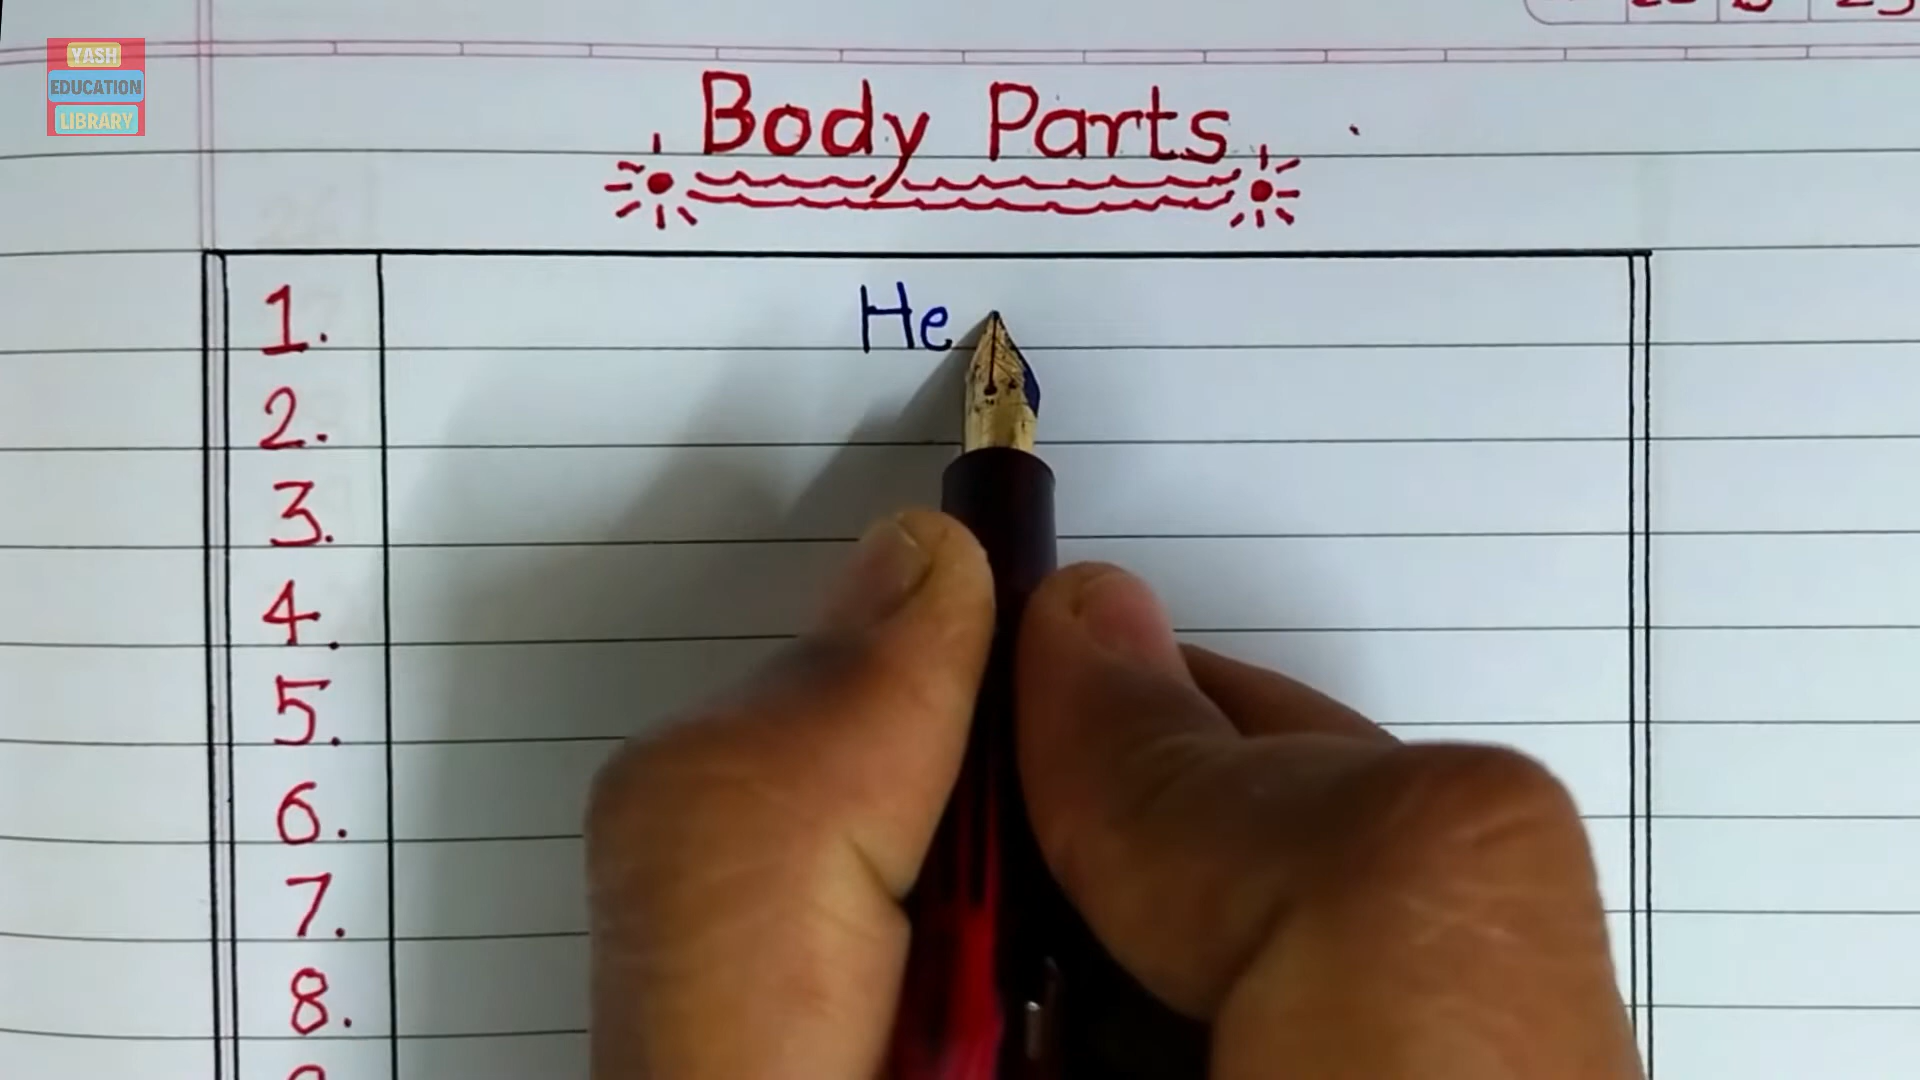 YASH
EDUCATION
LIBRARY
Body Parts
1. He
2.
3.
4.
5.
6.
7.
8.